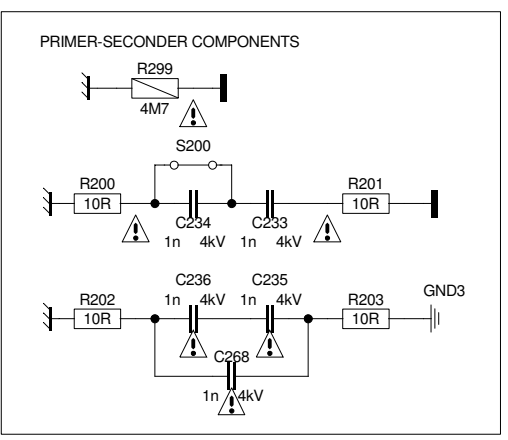 PRIMER-SECONDER COMPONENTS
R299
4M7
S200
R200
R201
10R
10R
C234
C233
1n 4kV
1n 4kV
C236
C235
GND3
R202
1n 4kV
1n 4kV
R203
10R
10R
C268
1n 4kV